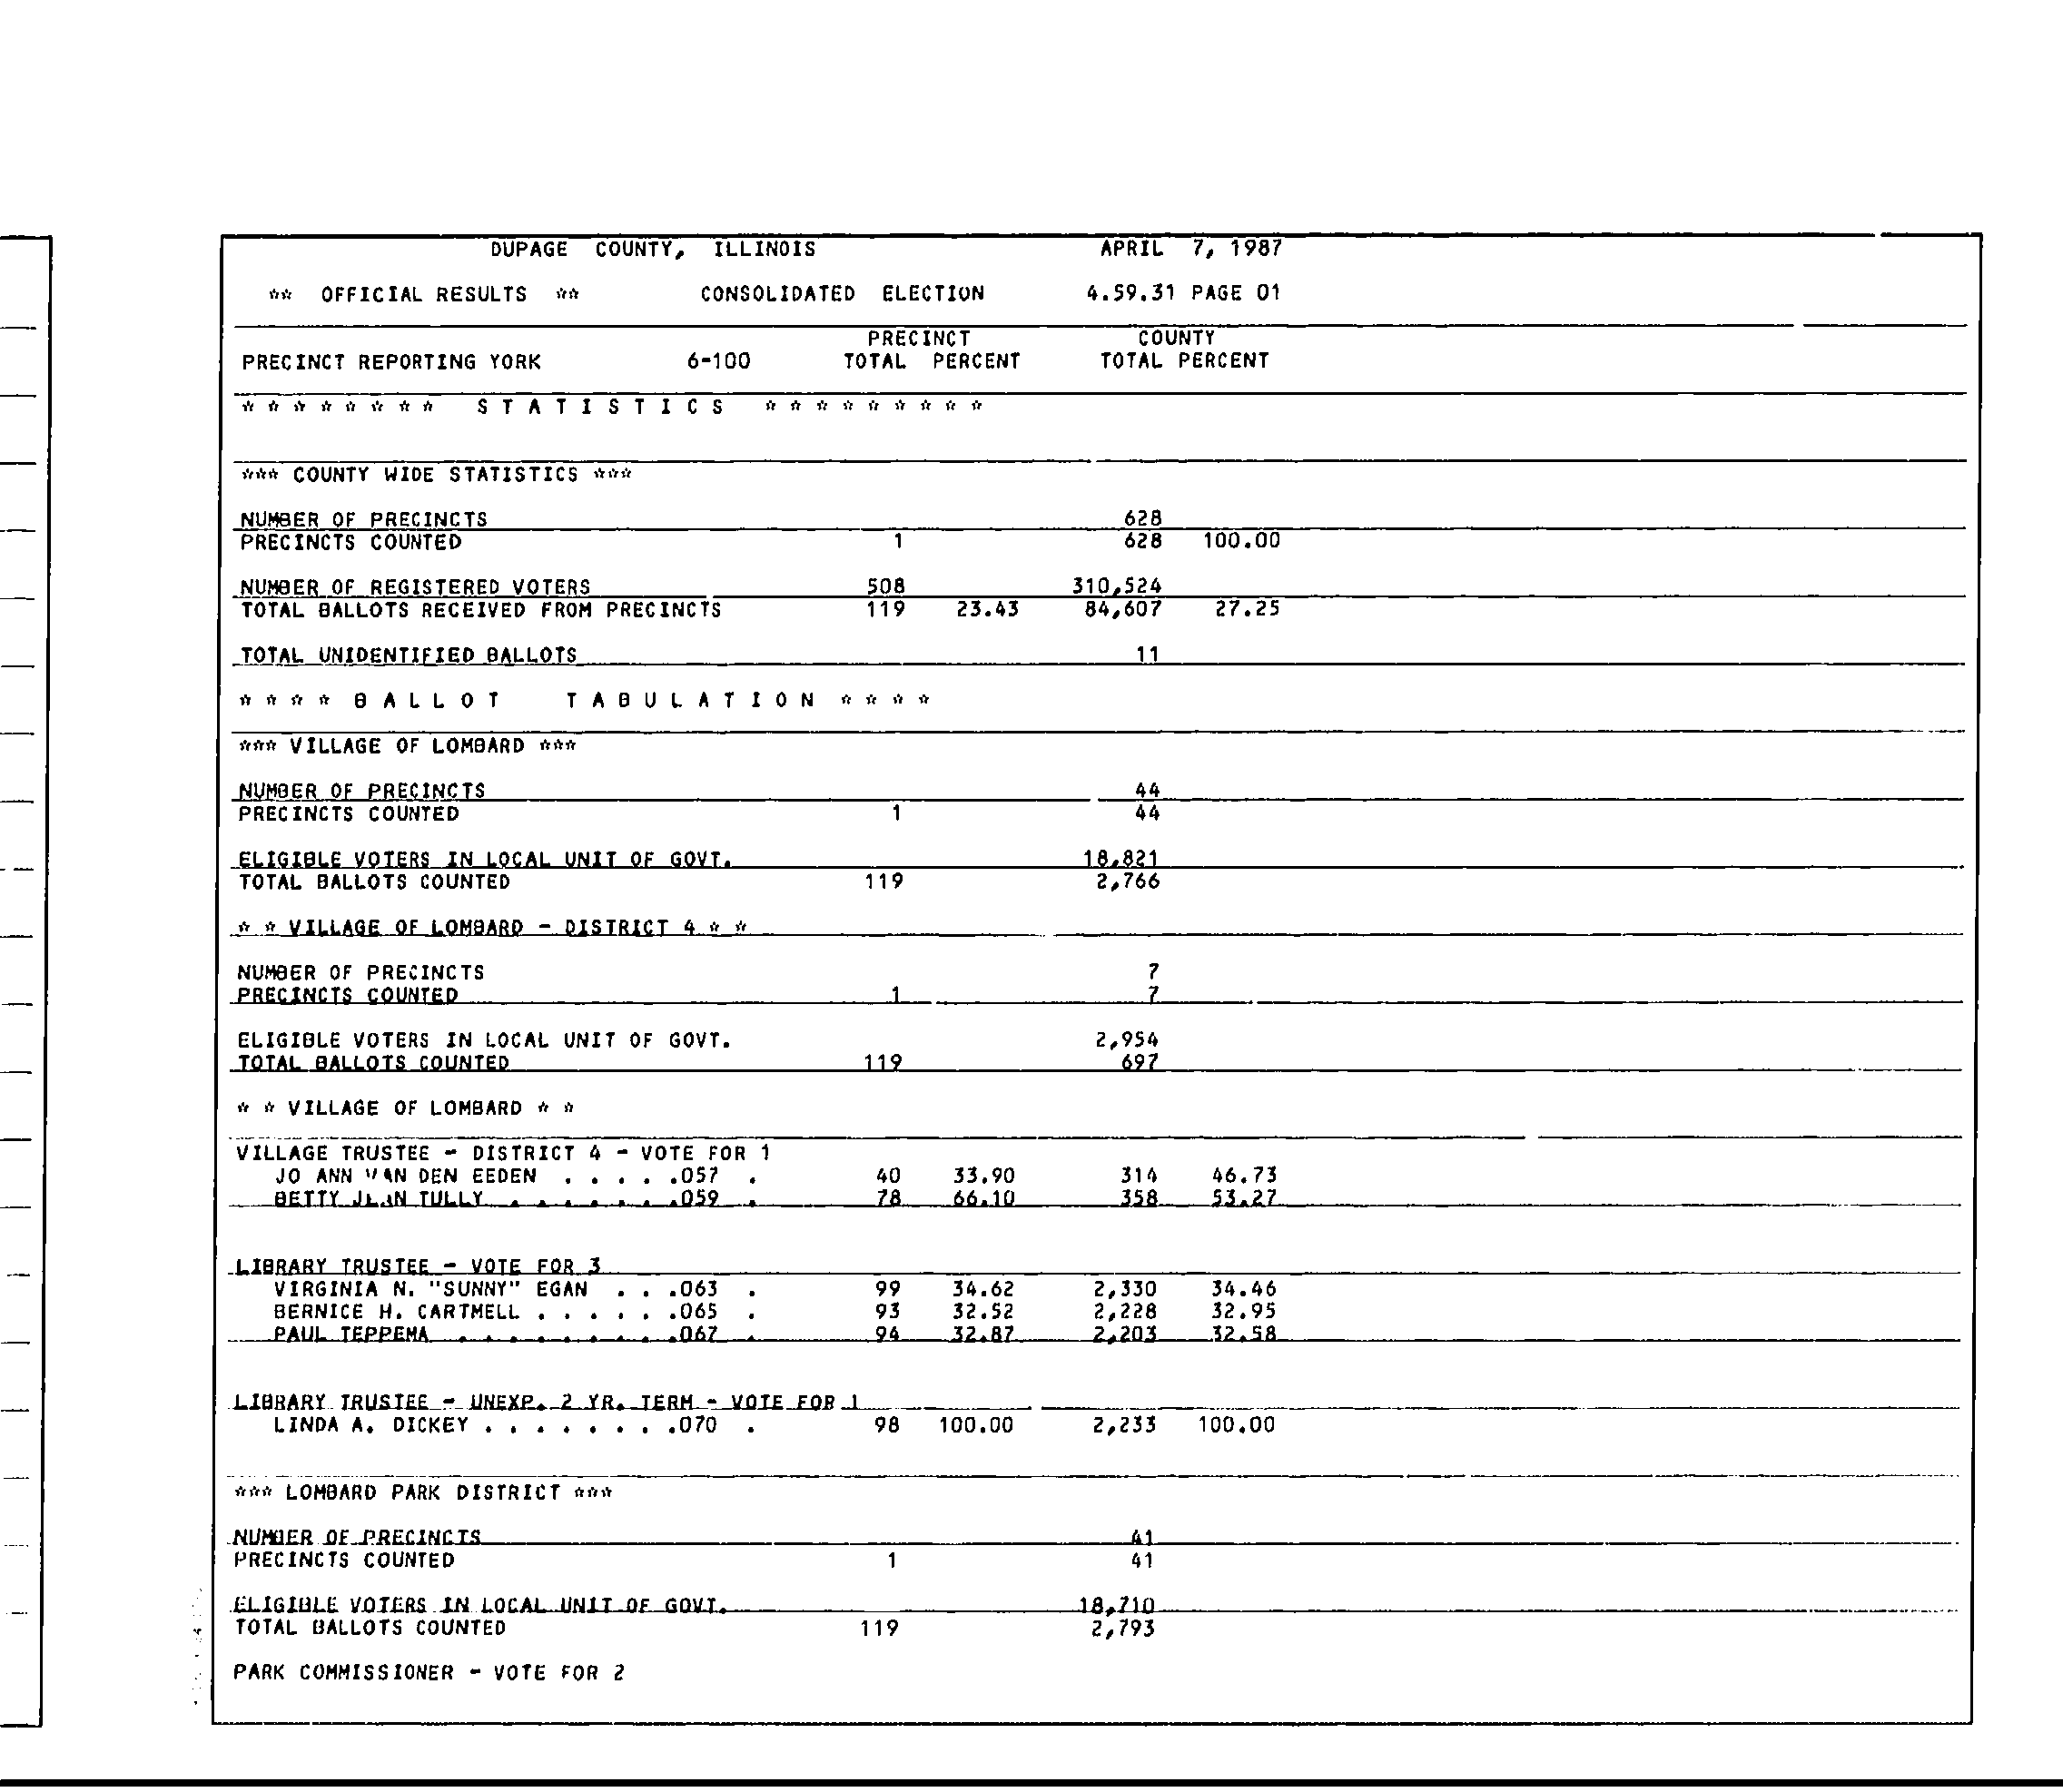 DUPAGE COUNTY, ILLINOIS APRIL 7, 1987
** OFFICIAL RESULTS ** CONSOLIDATED ELECTION 4.59.31 PAGE 01
PRECINCT COUNTY
PRECINCT REPORTING YORK 6-100 TOTAL PERCENT TOTAL PERCENT
* * * * * * * * S T A T I S T I C S * * * * * * * * *
*** COUNTY WIDE STATISTICS ***
NUMBER OF PRECINCTS 628
PRECINCTS COUNTED 1 628 100.00
NUMBER OF REGISTERED VOTERS 508 310,524
TOTAL BALLOTS RECEIVED FROM PRECINCTS 119 23.43 84,607 27.25
TOTAL UNIDENTIFIED BALLOTS 11
* * * * B A L L O T T A B U L A T I O N * * * *
*** VILLAGE OF LOMBARD ***
NUMBER OF PRECINCTS 44
PRECINCTS COUNTED 1 44
ELIGIBLE VOTERS IN LOCAL UNIT OF GOVT. 18,821
TOTAL BALLOTS COUNTED 119 2,766
* * VILLAGE OF LOMBARD - DISTRICT 4 * *
NUMBER OF PRECINCTS 7
PRECINCTS COUNTED 1 7
ELIGIBLE VOTERS IN LOCAL UNIT OF GOVT. 2,954
TOTAL BALLOTS COUNTED 119 697
* * VILLAGE OF LOMBARD * *
VILLAGE TRUSTEE - DISTRICT 4 - VOTE FOR 1
JO ANN VAN DEN EEDEN . . . . .057 . 40 33.90 314 46.73
BETTY JEAN TULLY . . . . . . .059 . 78 66.10 358 53.27
LIBRARY TRUSTEE - VOTE FOR 3
VIRGINIA N. "SUNNY" EGAN . . .063 . 99 34.62 2,330 34.46
BERNICE H. CARTMELL . . . . . .065 . 93 32.52 2,228 32.95
PAUL TEPPEMA . . . . . . . . .067 . 94 32.87 2,203 32.58
LIBRARY TRUSTEE - UNEXP. 2 YR. TERM - VOTE FOR 1
LINDA A. DICKEY . . . . . . . .070 . 98 100.00 2,233 100.00
*** LOMBARD PARK DISTRICT ***
NUMBER OF PRECINCTS 41
PRECINCTS COUNTED 1 41
ELIGIBLE VOTERS IN LOCAL UNIT OF GOVT. 18,710
TOTAL BALLOTS COUNTED 119 2,793
PARK COMMISSIONER - VOTE FOR 2